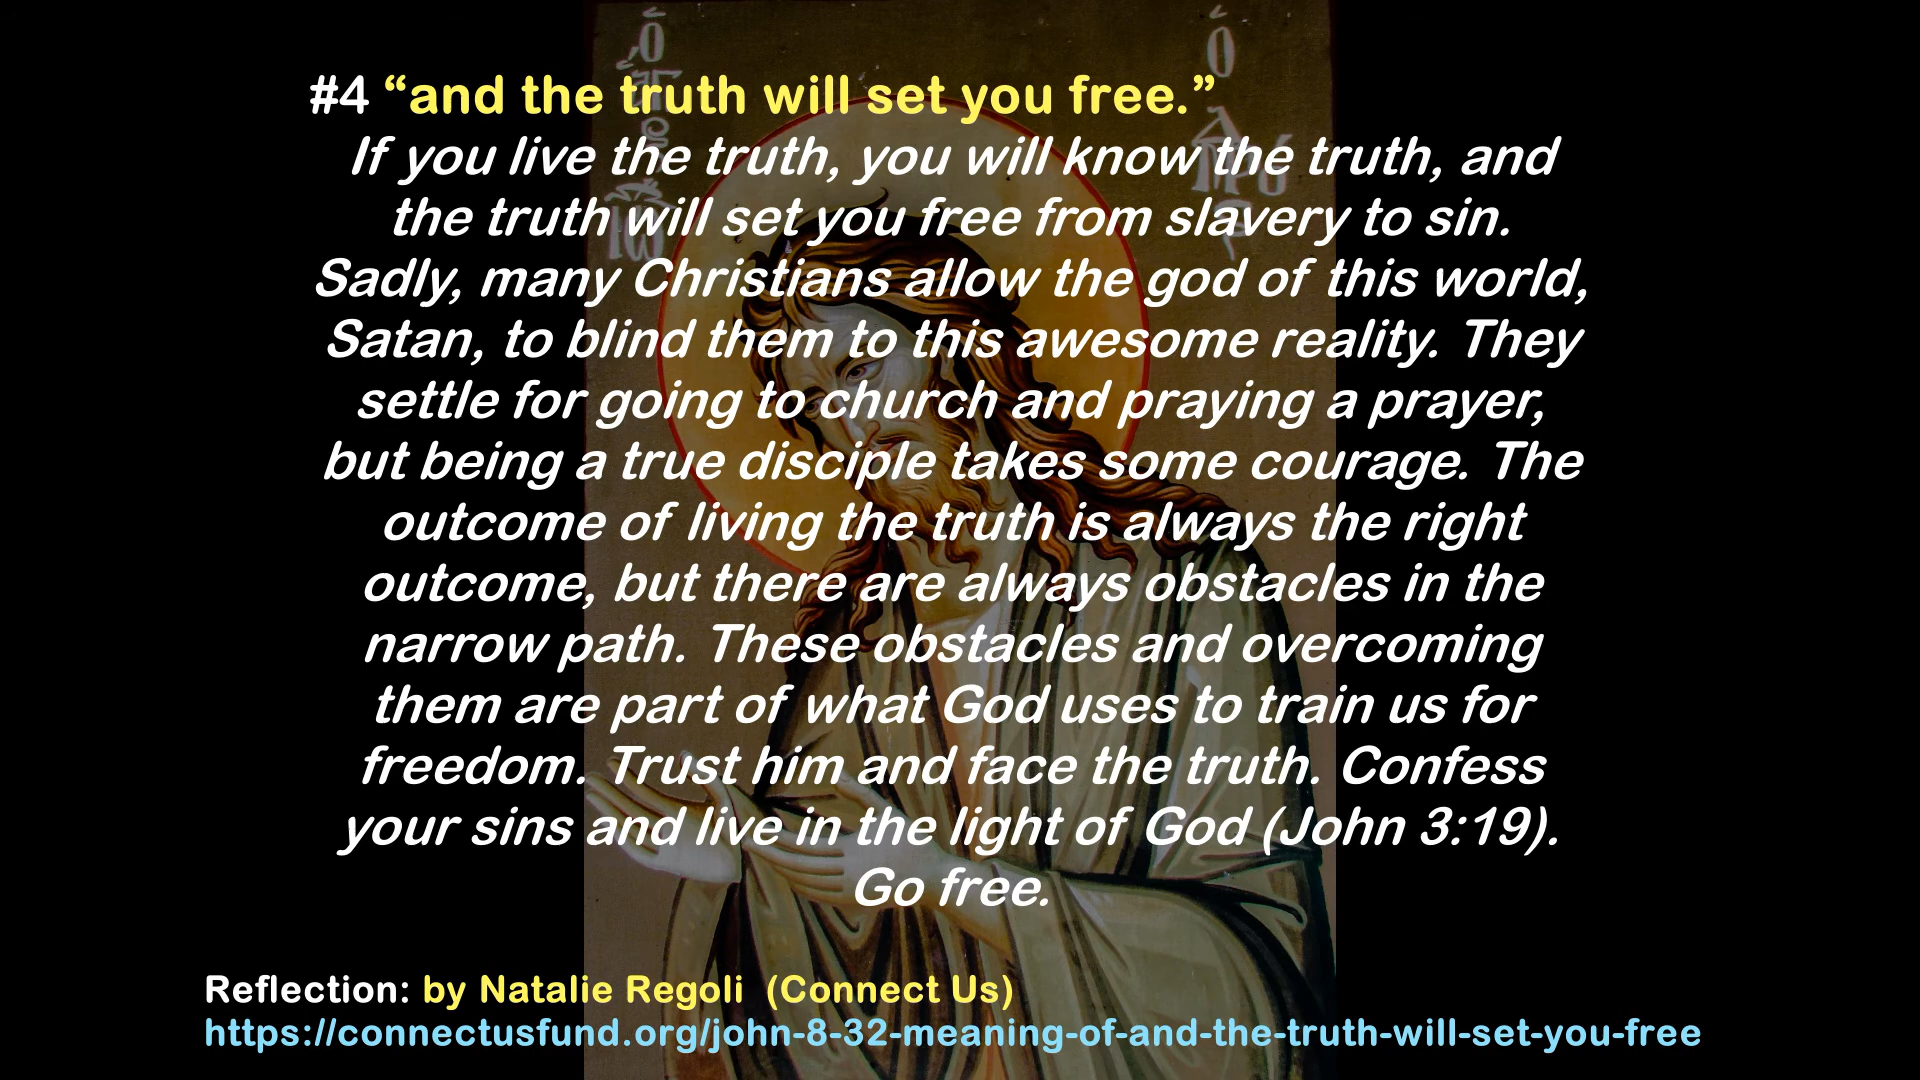 #4 “and the truth will set you free.”
If you live the truth, you will know the truth, and
the truth will set you free from slavery to sin.
Sadly, many Christians allow the god of this world,
Satan, to blind them to this awesome reality. They
settle for going to church and praying a prayer,
but being a true disciple takes some courage. The
outcome of living the truth is always the right
outcome, but there are always obstacles in the
narrow path. These obstacles and overcoming
them are part of what God uses to train us for
freedom. Trust him and face the truth. Confess
your sins and live in the light of God (John 3:19).
Go free.
Reflection: by Natalie Regoli (Connect Us)
https://connectusfund.org/john-8-32-meaning-of-and-the-truth-will-set-you-free